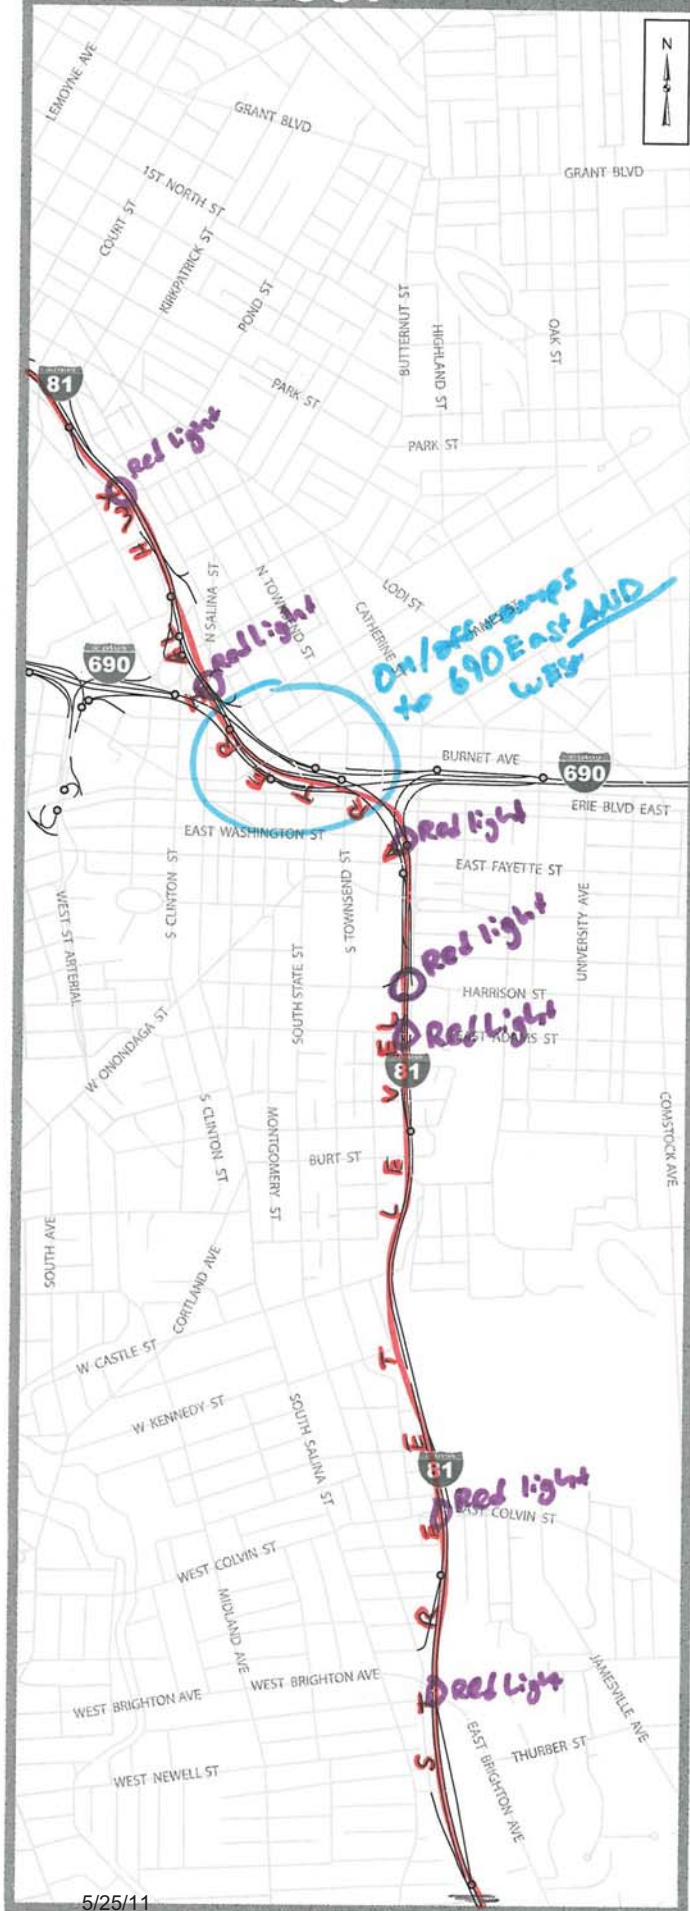 N
LEMOYNE AVE
GRANT BLVD
GRANT BLVD
1ST NORTH ST
COURT ST
KIRKPATRICK ST
POND ST
BUTTERNUT ST
HIGHLAND ST
OAK ST
81
PARK ST
PARK ST
Red light
N SALINA ST
LODI ST
Red light
On/off ramps
to 690 East AND
West
690
BURNET AVE
690
ERIE BLVD EAST
EAST WASHINGTON ST
Red light
EAST FAYETTE ST
S CLINTON ST
S TOWNSEND ST
WEST ST ARTERIAL
UNIVERSITY AVE
SOUTH STATE ST
Red light
HARRISON ST
Red Light
EAST ADAMS ST
W ONONDAGA ST
81
STREET LEVEL
S CLINTON ST
MONTGOMERY ST
COMSTOCK AVE
BURT ST
SOUTH AVE
CORTLAND AVE
W CASTLE ST
W KENNEDY ST
SOUTH SALINA ST
81
Red light
EAST COLVIN ST
WEST COLVIN ST
MIDLAND AVE
WEST BRIGHTON AVE
WEST BRIGHTON AVE
Red Light
JAMESVILLE AVE
EAST BRIGHTON AVE
THURBER ST
WEST NEWELL ST
5/25/11